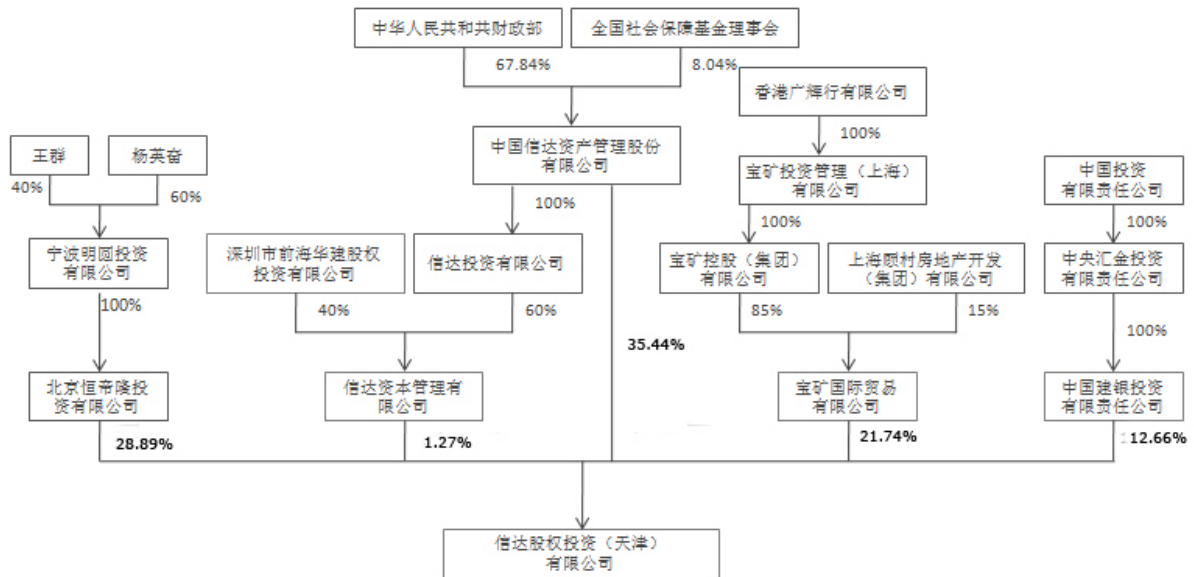 中华人民共和共财政部
全国社会保障基金理事会
67.84%
8.04%
香港广辉行有限公司
100%
王群
杨英奋
中国信达资产管理股份
有限公司
宝矿投资管理（上海）
有限公司
中国投资
有限责任公司
40%
60%
100%
100%
100%
宁波明圆投资
有限公司
深圳市前海华建股权
投资有限公司
信达投资有限公司
宝矿控股（集团）
有限公司
上海顾村房地产开发
（集团）有限公司
中央汇金投资
有限责任公司
100%
40%
60%
85%
15%
35.44%
100%
北京恒帝隆投
资有限公司
信达资本管理有
限公司
宝矿国际贸易
有限公司
中国建银投资
有限责任公司
28.89%
1.27%
21.74%
12.66%
信达股权投资（天津）
有限公司